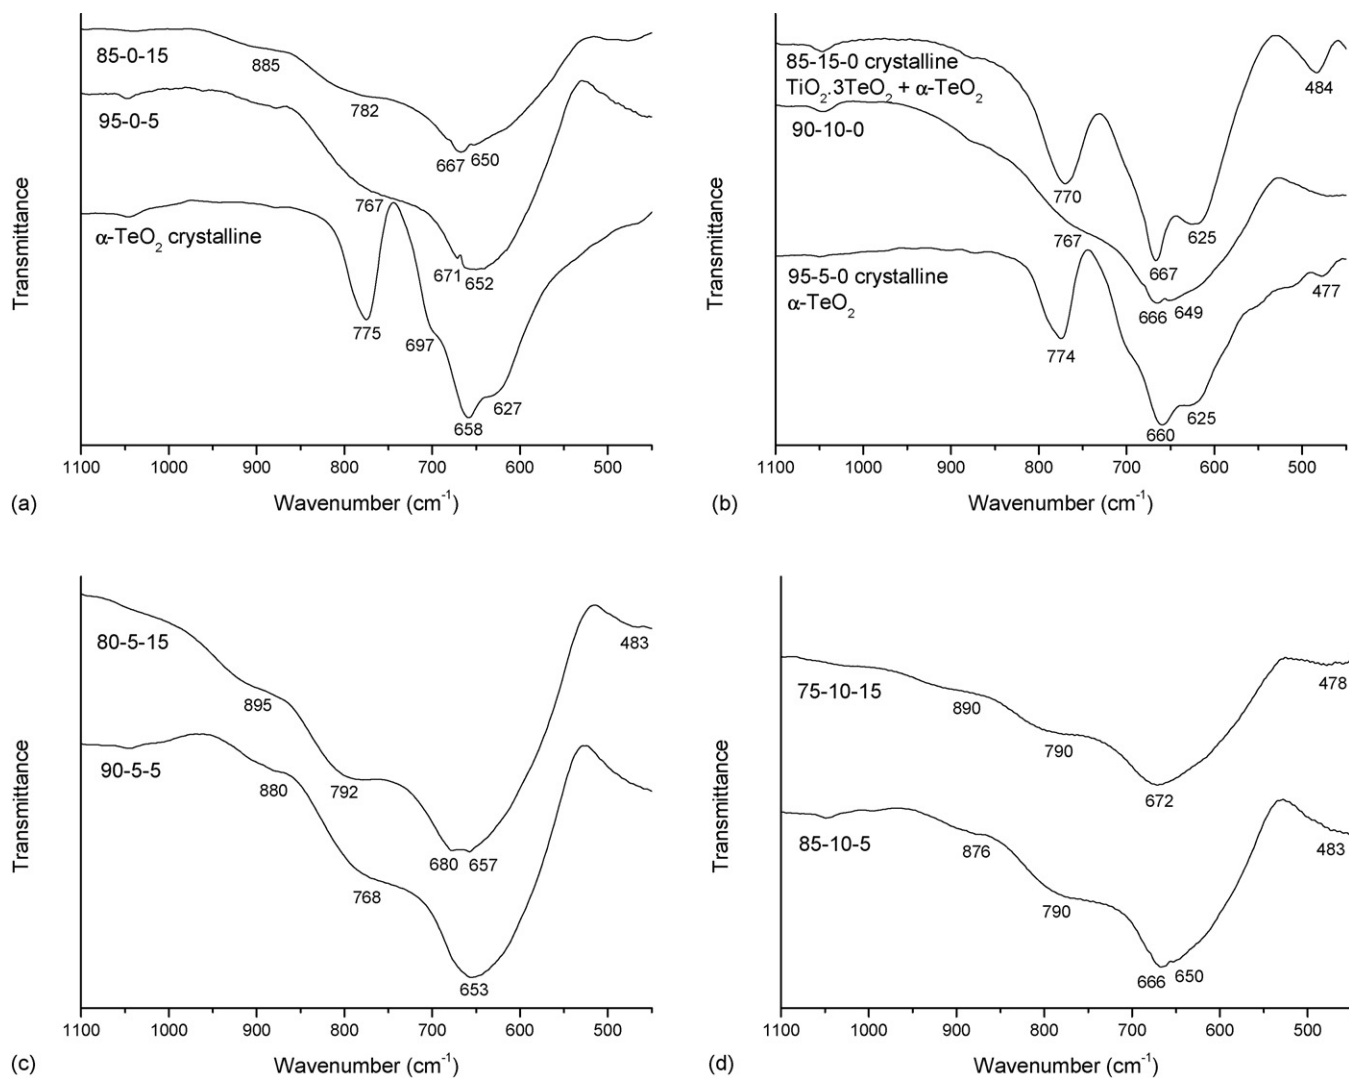 85-0-15
885
782
95-0-5
667
650
767
α-TeO₂ crystalline
671
652
775
697
627
658
Transmittance
1100 1000 900 800 700 600 500
(a)
Wavenumber (cm⁻¹)
85-15-0 crystalline
TiO₂.3TeO₂ + α-TeO₂
484
90-10-0
770
625
767
667
95-5-0 crystalline
α-TeO₂
666
649
477
774
625
660
Transmittance
1100 1000 900 800 700 600 500
(b)
Wavenumber (cm⁻¹)
80-5-15
483
895
90-5-5
880
792
680
657
768
653
Transmittance
1100 1000 900 800 700 600 500
(c)
Wavenumber (cm⁻¹)
75-10-15
478
890
790
672
85-10-5
876
483
790
666
650
Transmittance
1100 1000 900 800 700 600 500
(d)
Wavenumber (cm⁻¹)